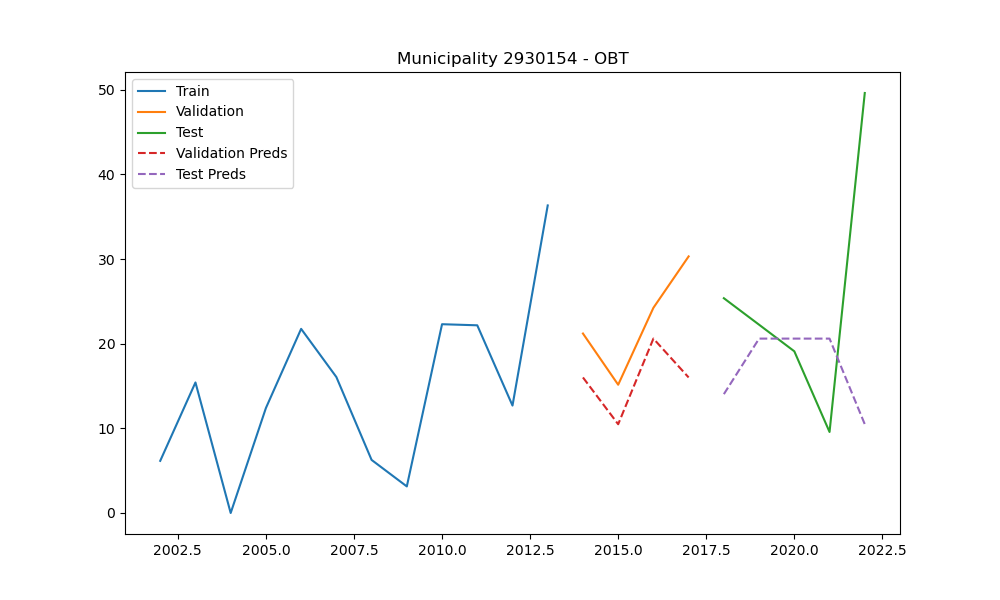 Municipality 2930154 - OBT
Train
Validation
Test
Validation Preds
Test Preds
50
40
30
20
10
0
2002.5 2005.0 2007.5 2010.0 2012.5 2015.0 2017.5 2020.0 2022.5